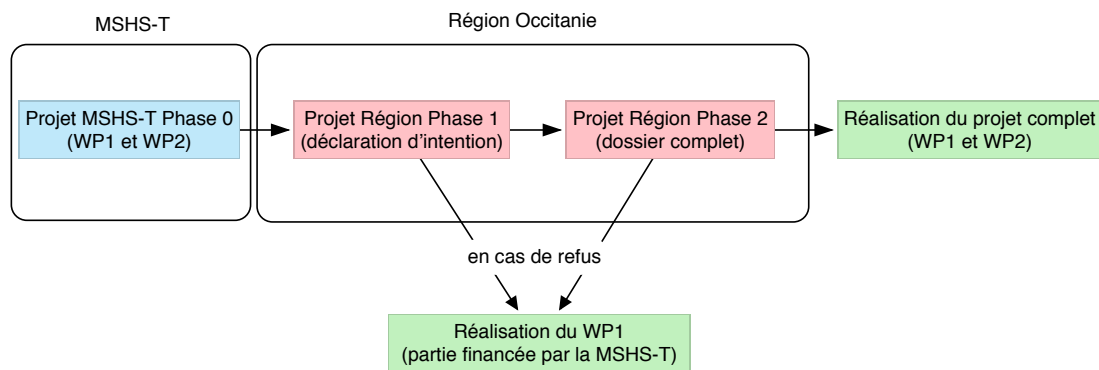 MSHS-T
Région Occitanie
Projet MSHS-T Phase 0
(WP1 et WP2)
Projet Région Phase 1
(déclaration d'intention)
Projet Région Phase 2
(dossier complet)
Réalisation du projet complet
(WP1 et WP2)
en cas de refus
Réalisation du WP1
(partie financée par la MSHS-T)